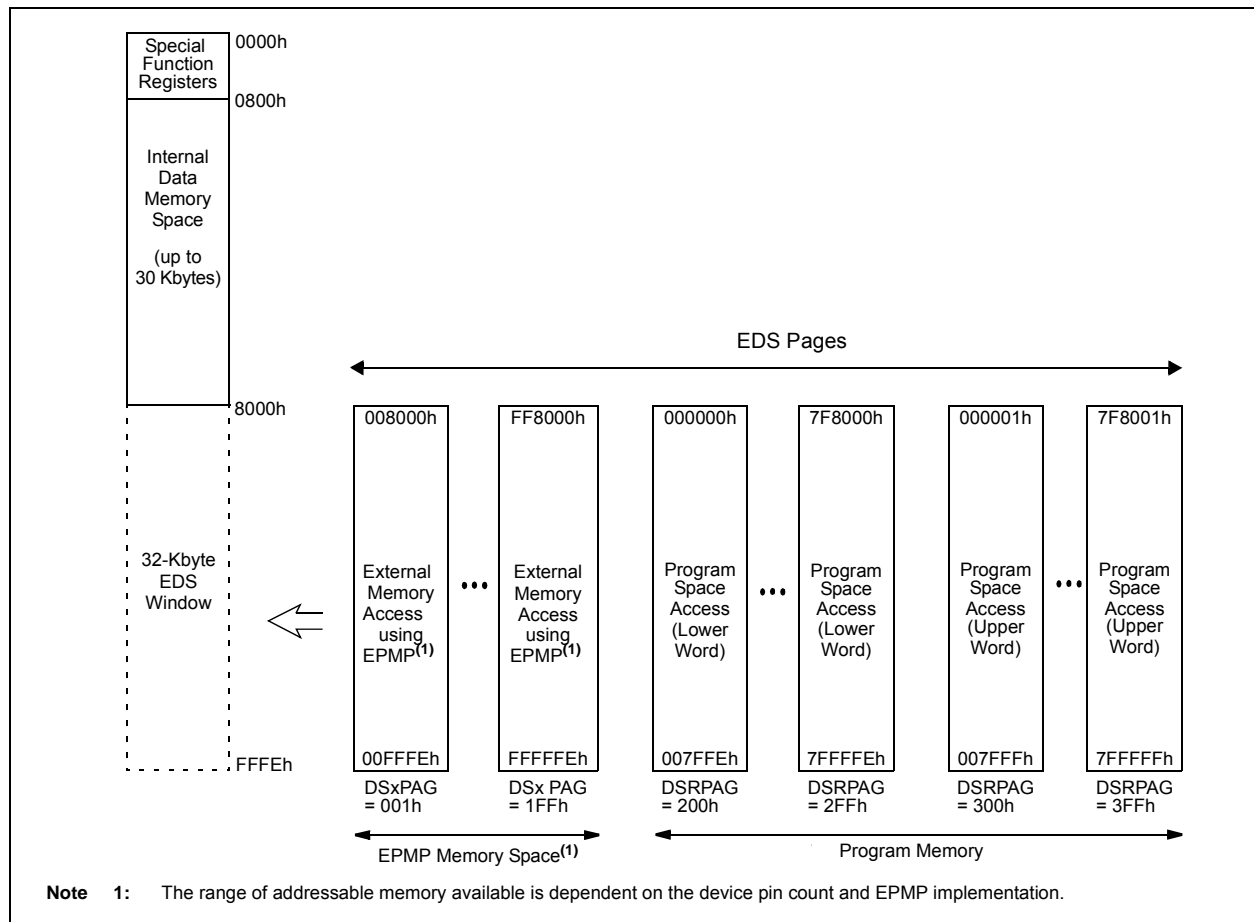 Special
Function
Registers
0000h
0800h
Internal
Data
Memory
Space
(up to
30 Kbytes)
8000h
32-Kbyte
EDS
Window
FFFEh
EDS Pages
008000h
External
Memory
Access
using
EPMP(1)
00FFFEh
DSxPAG
= 001h
•••
FF8000h
External
Memory
Access
using
EPMP(1)
FFFFFEh
DSx PAG
= 1FFh
000000h
Program
Space
Access
(Lower
Word)
007FFEh
DSRPAG
= 200h
•••
7F8000h
Program
Space
Access
(Lower
Word)
7FFFFEh
DSRPAG
= 2FFh
000001h
Program
Space
Access
(Upper
Word)
007FFFh
DSRPAG
= 300h
•••
7F8001h
Program
Space
Access
(Upper
Word)
7FFFFFh
DSRPAG
= 3FFh
EPMP Memory Space(1)
Program Memory
Note 1: The range of addressable memory available is dependent on the device pin count and EPMP implementation.